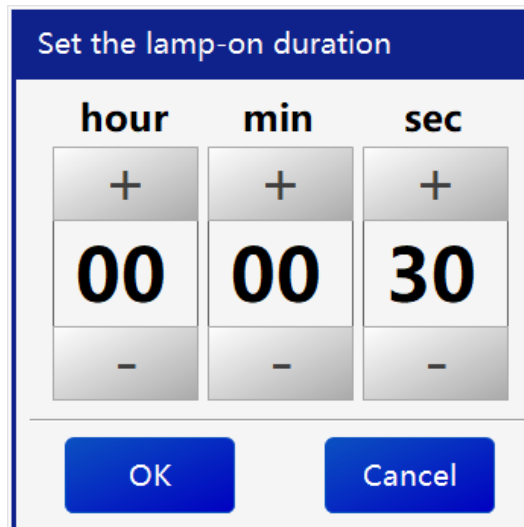 Set the lamp-on duration
hour min sec
+ + +
00 00 30
- - -
OK Cancel